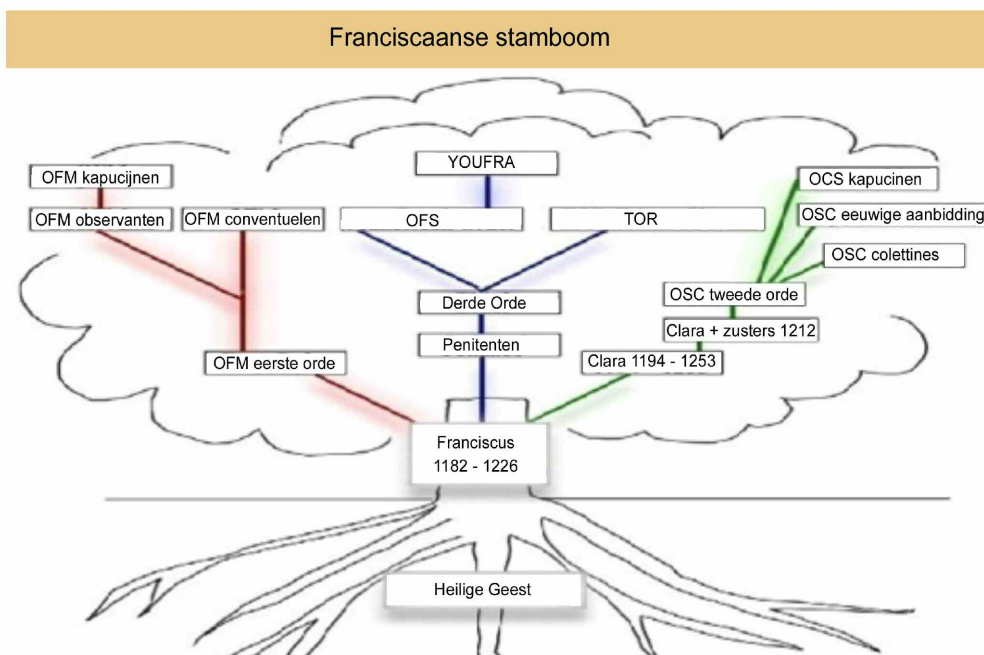 Franciscaanse stamboom
YOUFRA
OFM kapucijnen
OCS kapucinen
OFM observanten
OFM conventuelen
OFS
TOR
OSC eeuwige aanbidding
OSC colettines
Derde Orde
OSC tweede orde
Penitenten
Clara + zusters 1212
OFM eerste orde
Clara 1194 - 1253
Franciscus
1182 - 1226
Heilige Geest